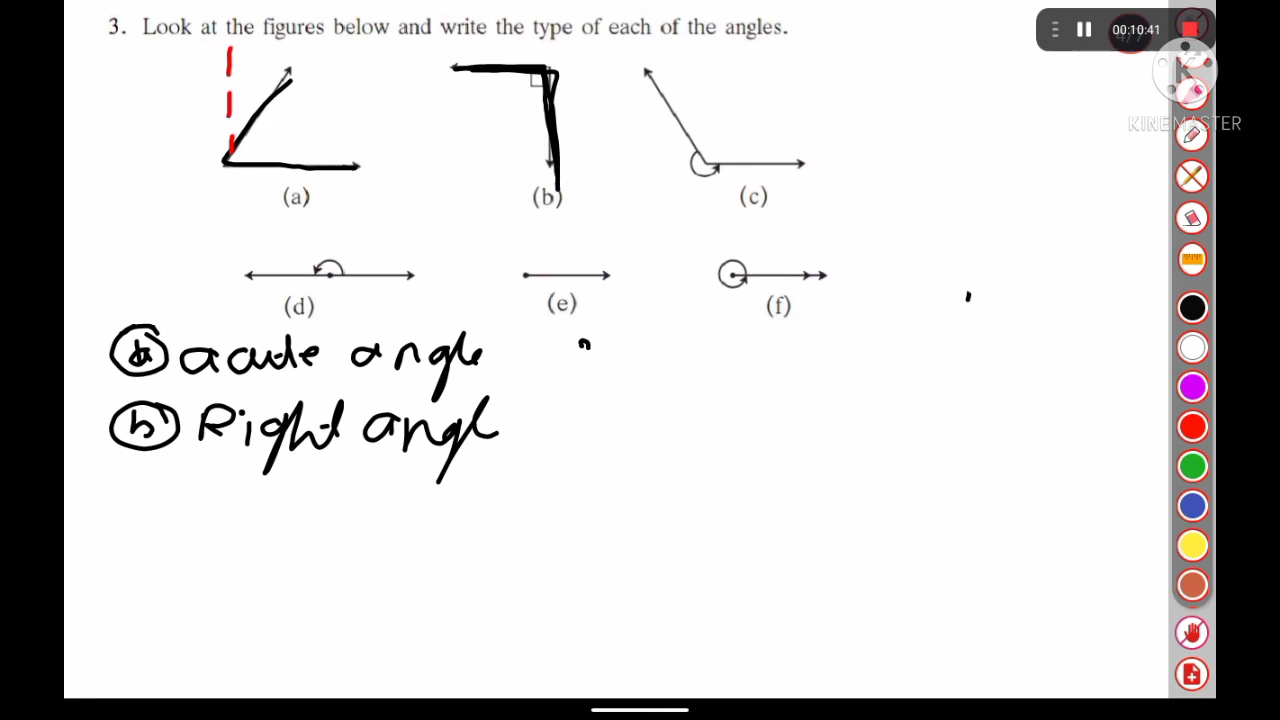 3. Look at the figures below and write the type of each of the angles.
00:10:41
KINEMASTER
(a) (b) (c)
(d) (e) (f)
(a) acute angle
(b) Right angle